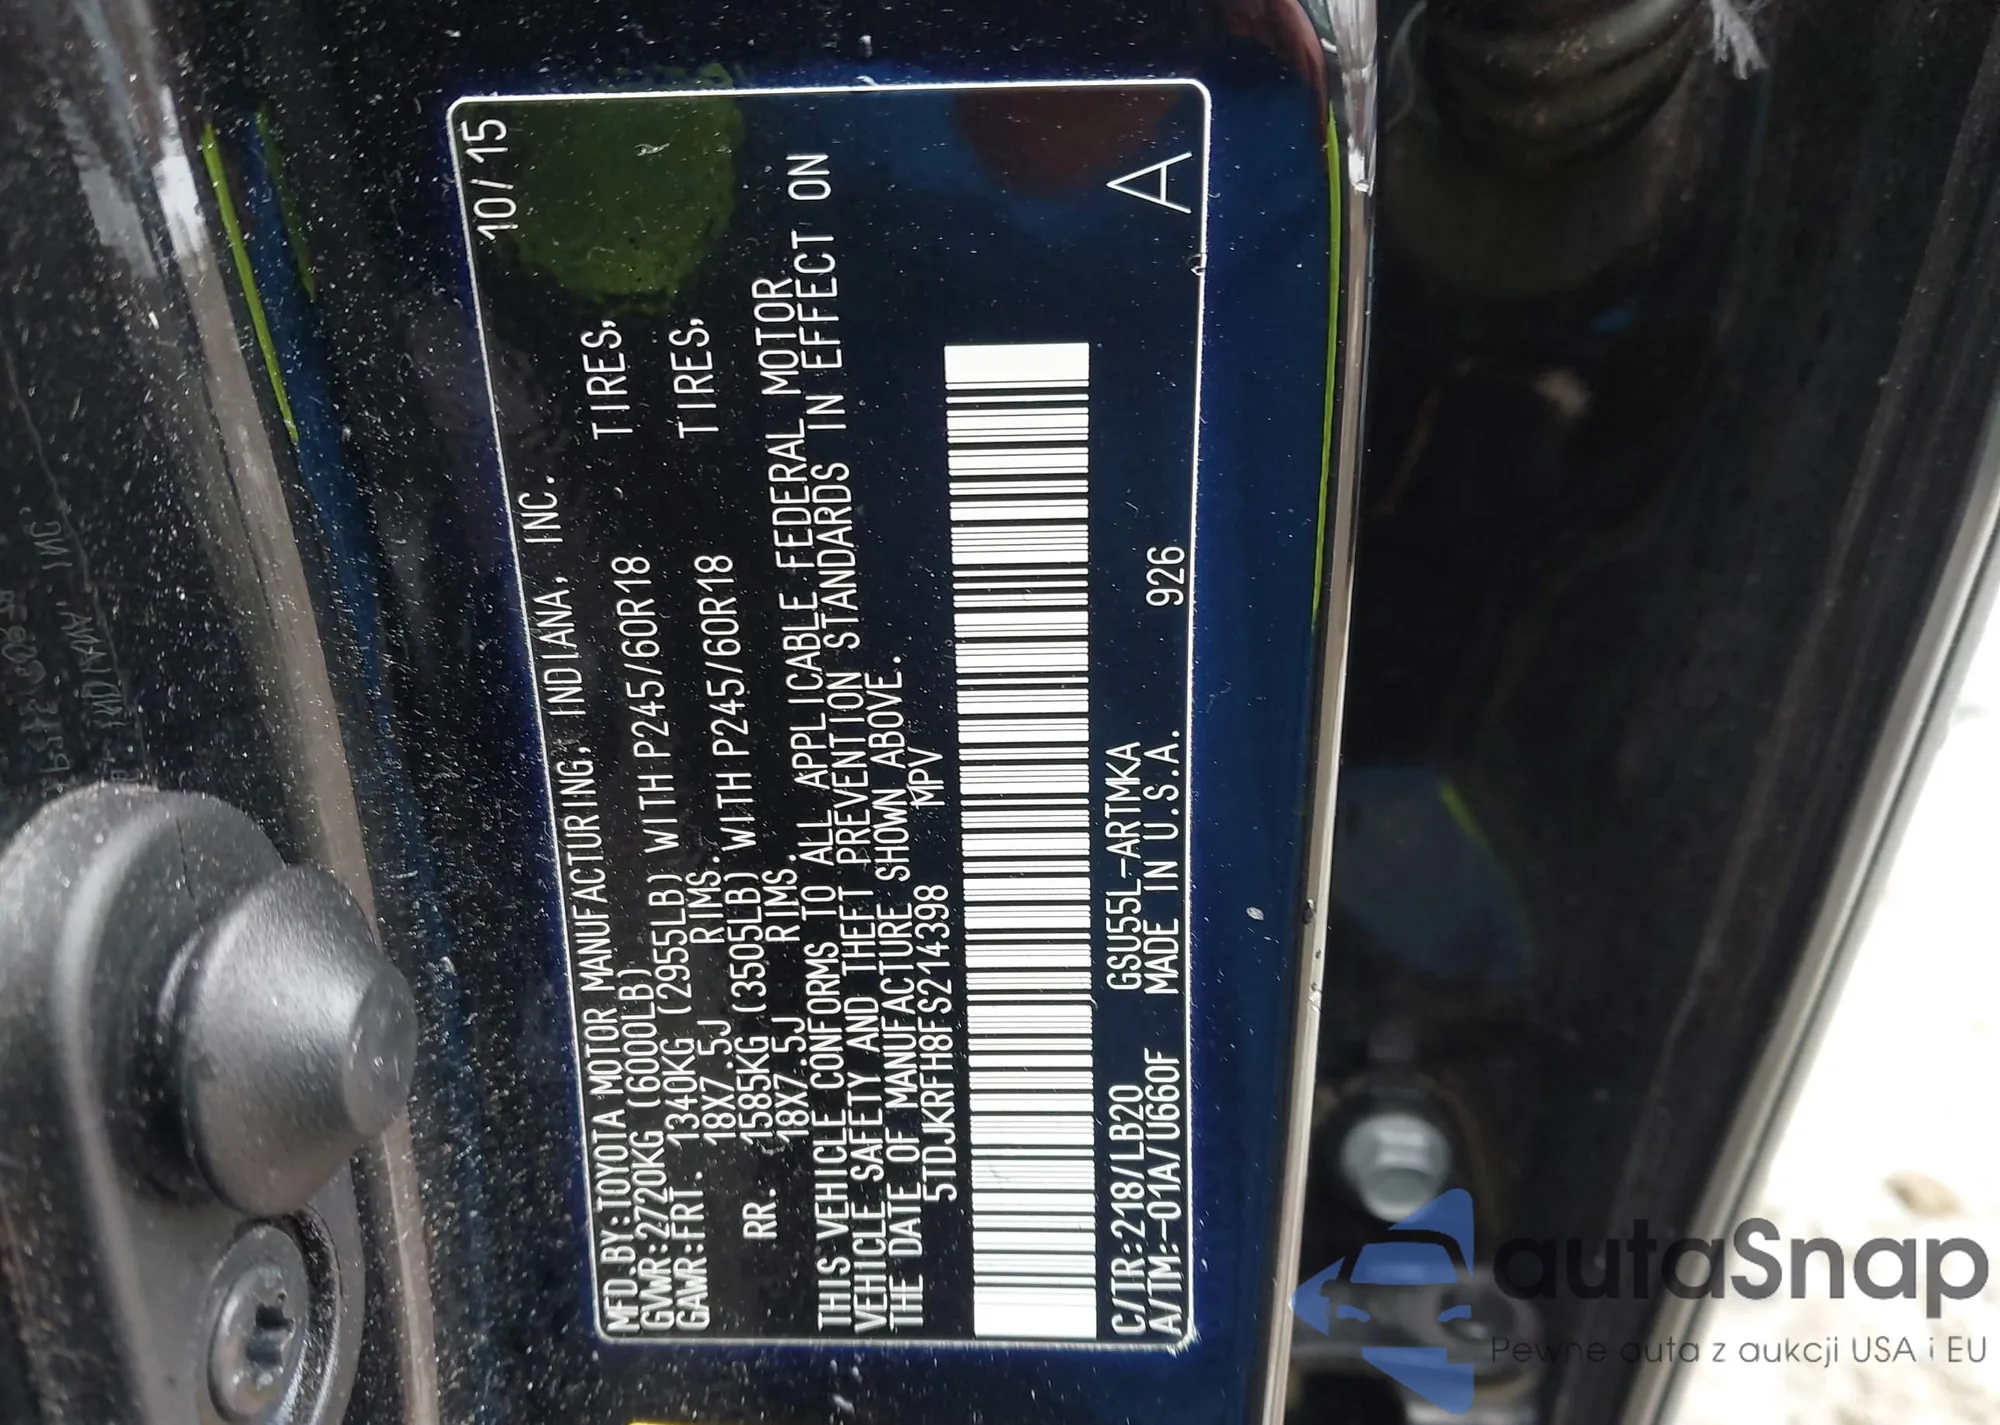 MFD.BY:TOYOTA MOTOR MANUFACTURING, INDIANA, INC. 10/15
GVWR:2720KG (6000LB)
GAWR:FRT. 1340KG (2955LB) WITH P245/60R18 TIRES,
18X7.5J RIMS.
RR. 1585KG (3505LB) WITH P245/60R18 TIRES,
18X7.5J RIMS.
THIS VEHICLE CONFORMS TO ALL APPLICABLE FEDERAL MOTOR
VEHICLE SAFETY AND THEFT PREVENTION STANDARDS IN EFFECT ON
THE DATE OF MANUFACTURE SHOWN ABOVE.
5TDJKRFH8FS214398 MPV
C/TR:218/LB20 GSU55L-ARTMKA
A/TM:-01A/U660F MADE IN U.S.A. 926
A
autaSnap
Pewne auta z aukcji USA i EU